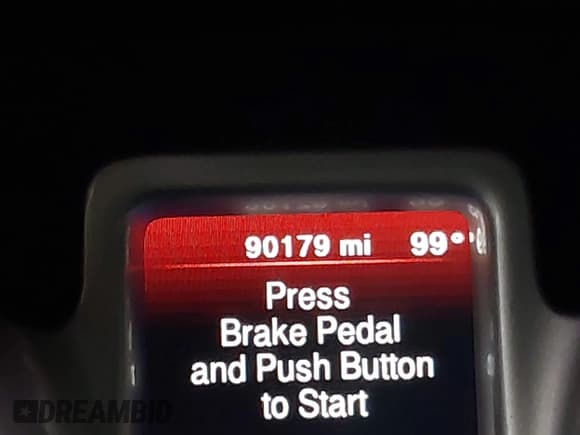 90179 mi 99°
Press
Brake Pedal
and Push Button
to Start
DREAMBID